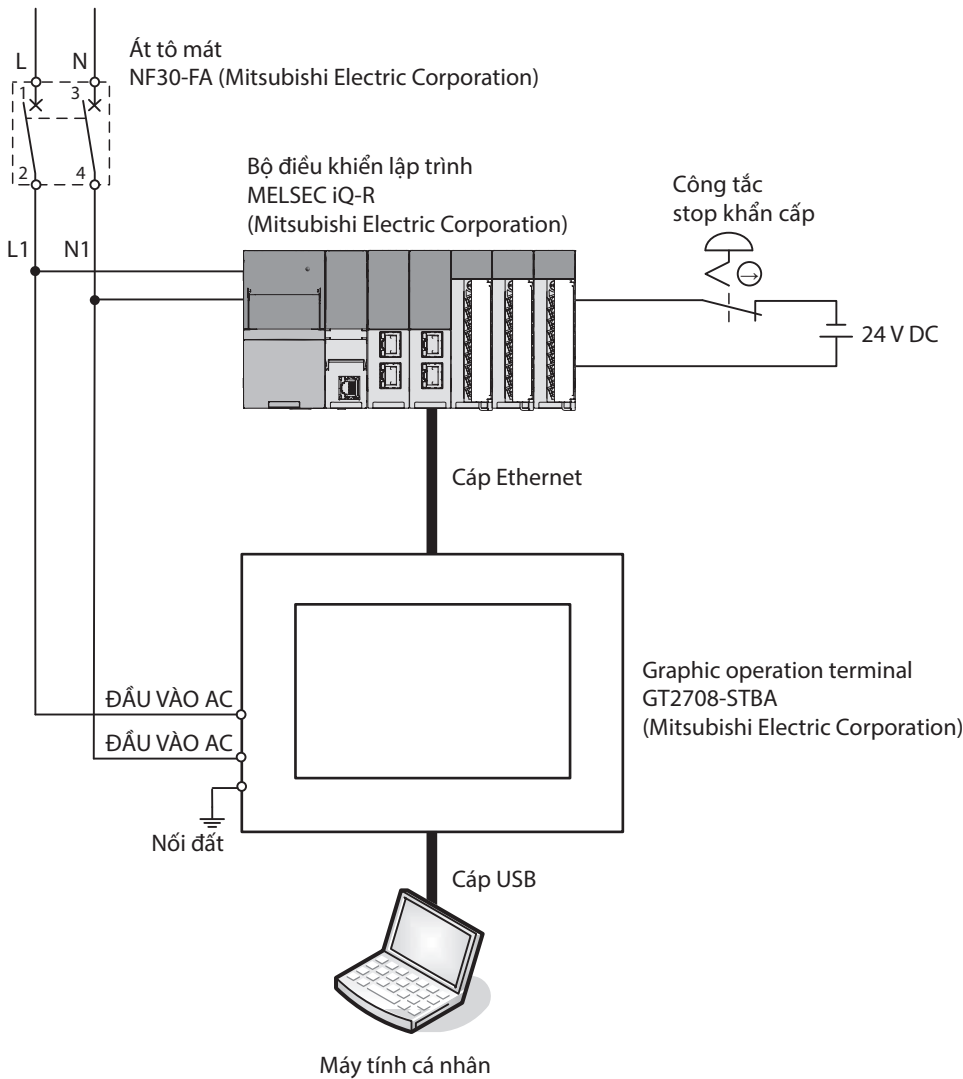 L
N
Át tô mát
NF30-FA (Mitsubishi Electric Corporation)
1
3
2
4
L1
N1
Bộ điều khiển lập trình
MELSEC iQ-R
(Mitsubishi Electric Corporation)
Công tắc
stop khẩn cấp
24 V DC
Cáp Ethernet
Graphic operation terminal
GT2708-STBA
(Mitsubishi Electric Corporation)
ĐẦU VÀO AC
ĐẦU VÀO AC
Nối đất
Cáp USB
Máy tính cá nhân